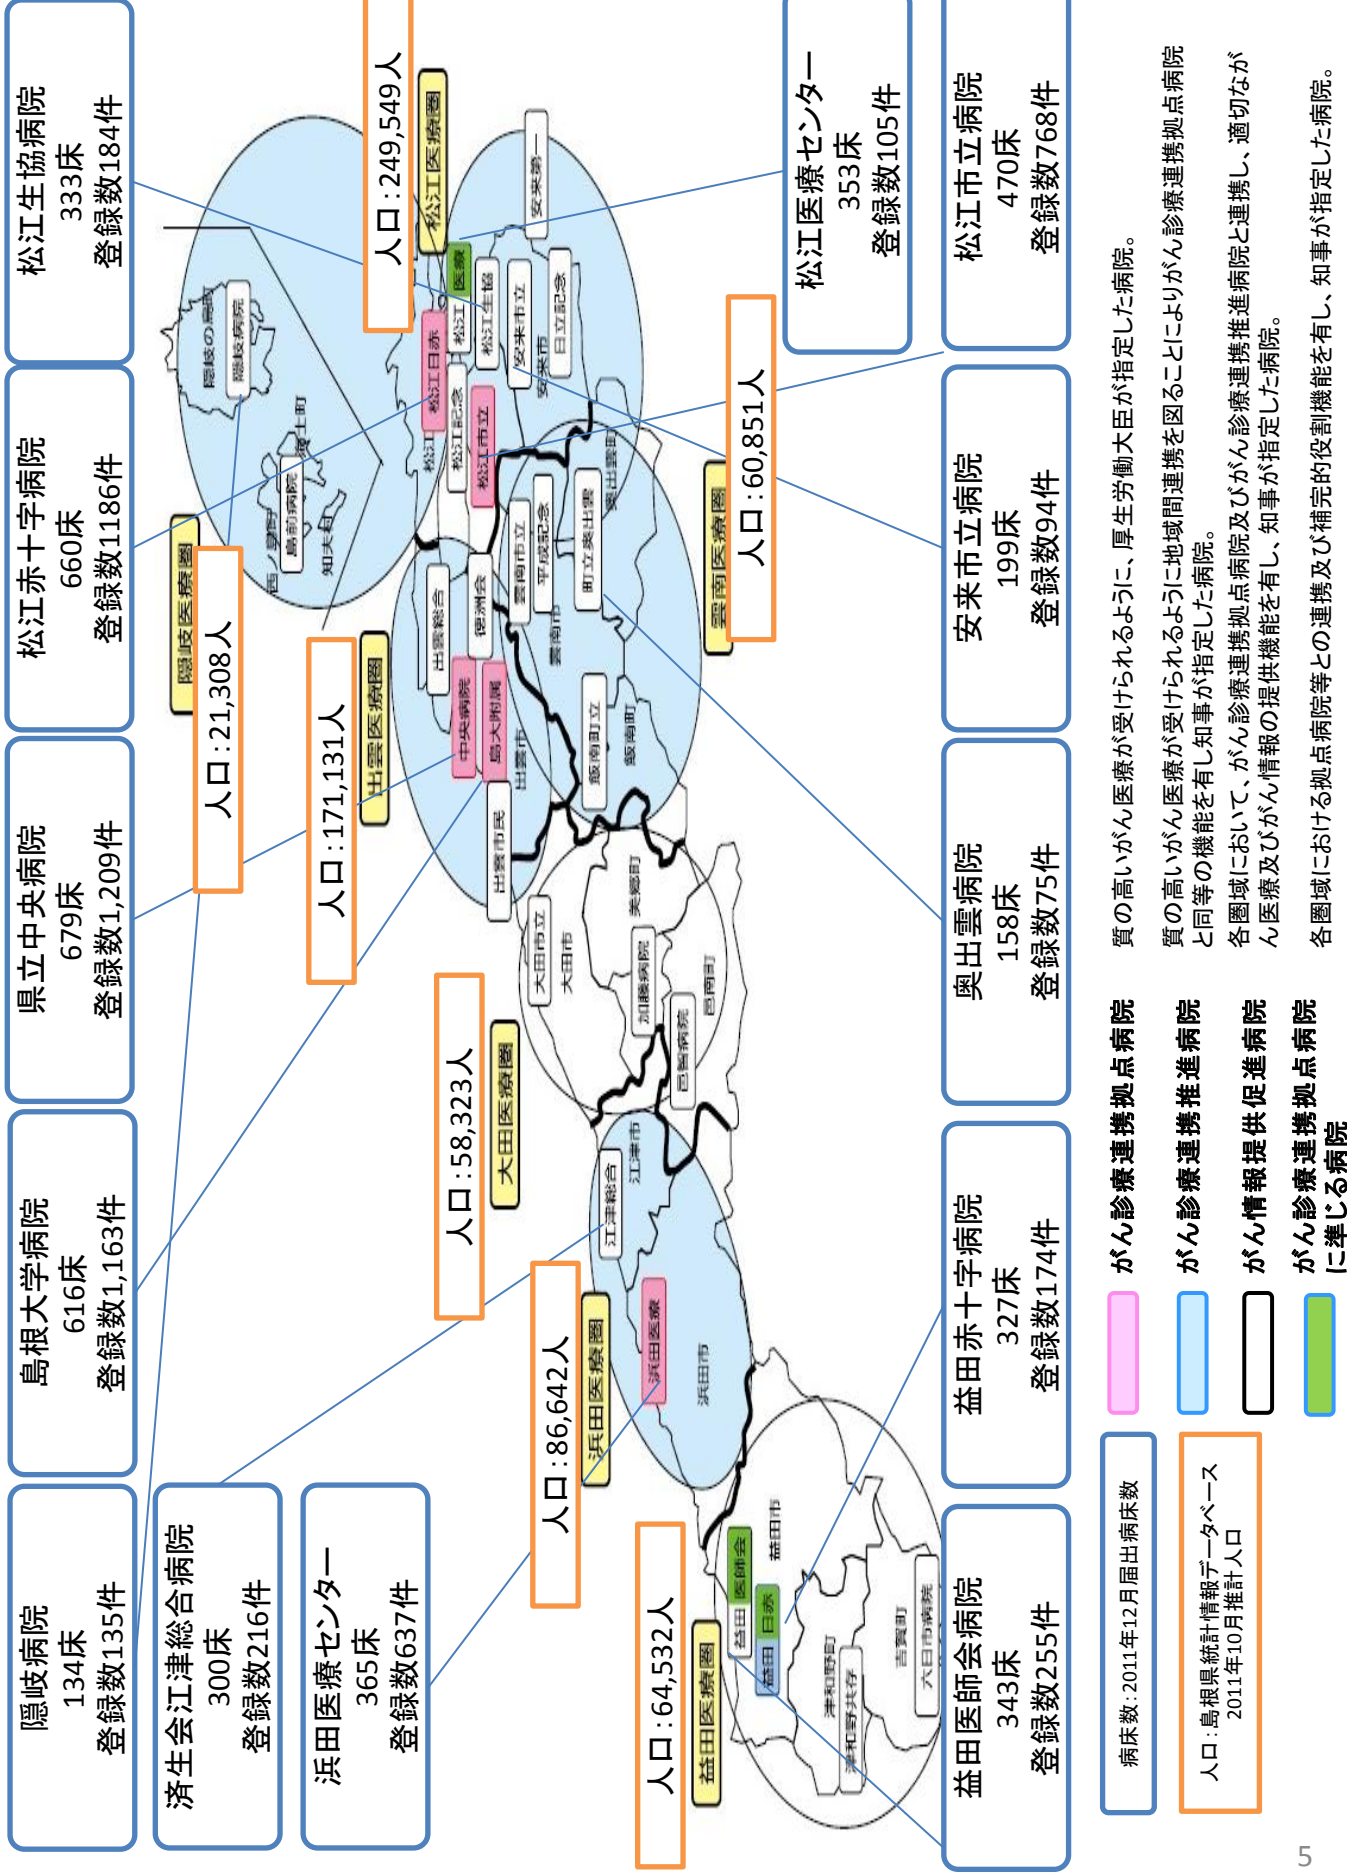 隠岐病院
134床
登録数135件
島根大学病院
616床
登録数1,163件
県立中央病院
679床
登録数1,209件
松江赤十字病院
660床
登録数1186件
松江生協病院
333床
登録数184件
済生会江津総合病院
300床
登録数216件
浜田医療センター
365床
登録数637件
隠岐医療圏
人口:21,308人
隠岐の島町
隠岐病院
西ノ島町
海士町
島前病院
知夫村
人口:249,549人
松江医療圏
人口:171,131人
出雲医療圏
人口:58,323人
大田医療圏
人口:86,642人
浜田医療圏
人口:64,532人
益田医療圏
人口:60,851人
雲南医療圏
松江
松江日赤
松江記念
松江 医療
松江生協
松江市立
安来第一
安来市立
安来市
日立記念
出雲総合
徳洲会
中央病院
島大附属
出雲市民
出雲市
雲南市立
平成記念
雲南市
町立奥出雲
奥出雲町
飯南町立
飯南町
大田市立
大田市
美郷町
加藤病院
邑智病院
邑南町
江津総合
江津市
浜田医療
浜田市
益田 医師会
益田 日赤
益田市
津和野町
津和野共存
吉賀町
六日市病院
松江医療センター
353床
登録数105件
益田医師会病院
343床
登録数255件
益田赤十字病院
327床
登録数174件
奥出雲病院
158床
登録数75件
安来市立病院
199床
登録数94件
松江市立病院
470床
登録数768件
病床数:2011年12月届出病床数
人口:島根県統計情報データベース
2011年10月推計人口
がん診療連携拠点病院
質の高いがん医療が受けられるように、厚生労働大臣が指定した病院。
がん診療連携推進病院
質の高いがん医療が受けられるように地域間連携を図ることによりがん診療連携拠点病院
と同等の機能を有し知事が指定した病院。
がん情報提供促進病院
各圏域において、がん診療連携拠点病院及びがん診療連携推進病院と連携し、適切なが
ん医療及びがん情報の提供機能を有し、知事が指定した病院。
がん診療連携拠点病院
に準じる病院
各圏域における拠点病院等との連携及び補完的役割機能を有し、知事が指定した病院。
5